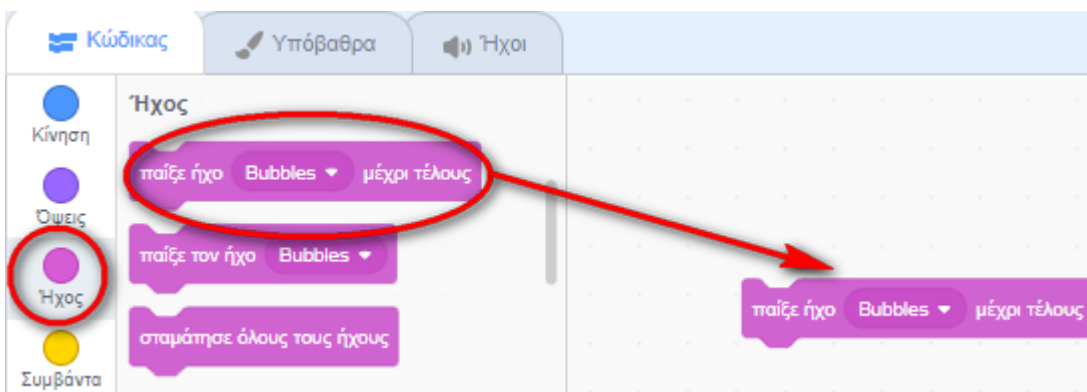 Κώδικας Υπόβαθρα Ήχοι
Κίνηση
Όψεις
Ήχος
Συμβάντα
Ήχος
παίξε ήχο Bubbles μέχρι τέλους
παίξε τον ήχο Bubbles
σταμάτησε όλους τους ήχους
παίξε ήχο Bubbles μέχρι τέλους